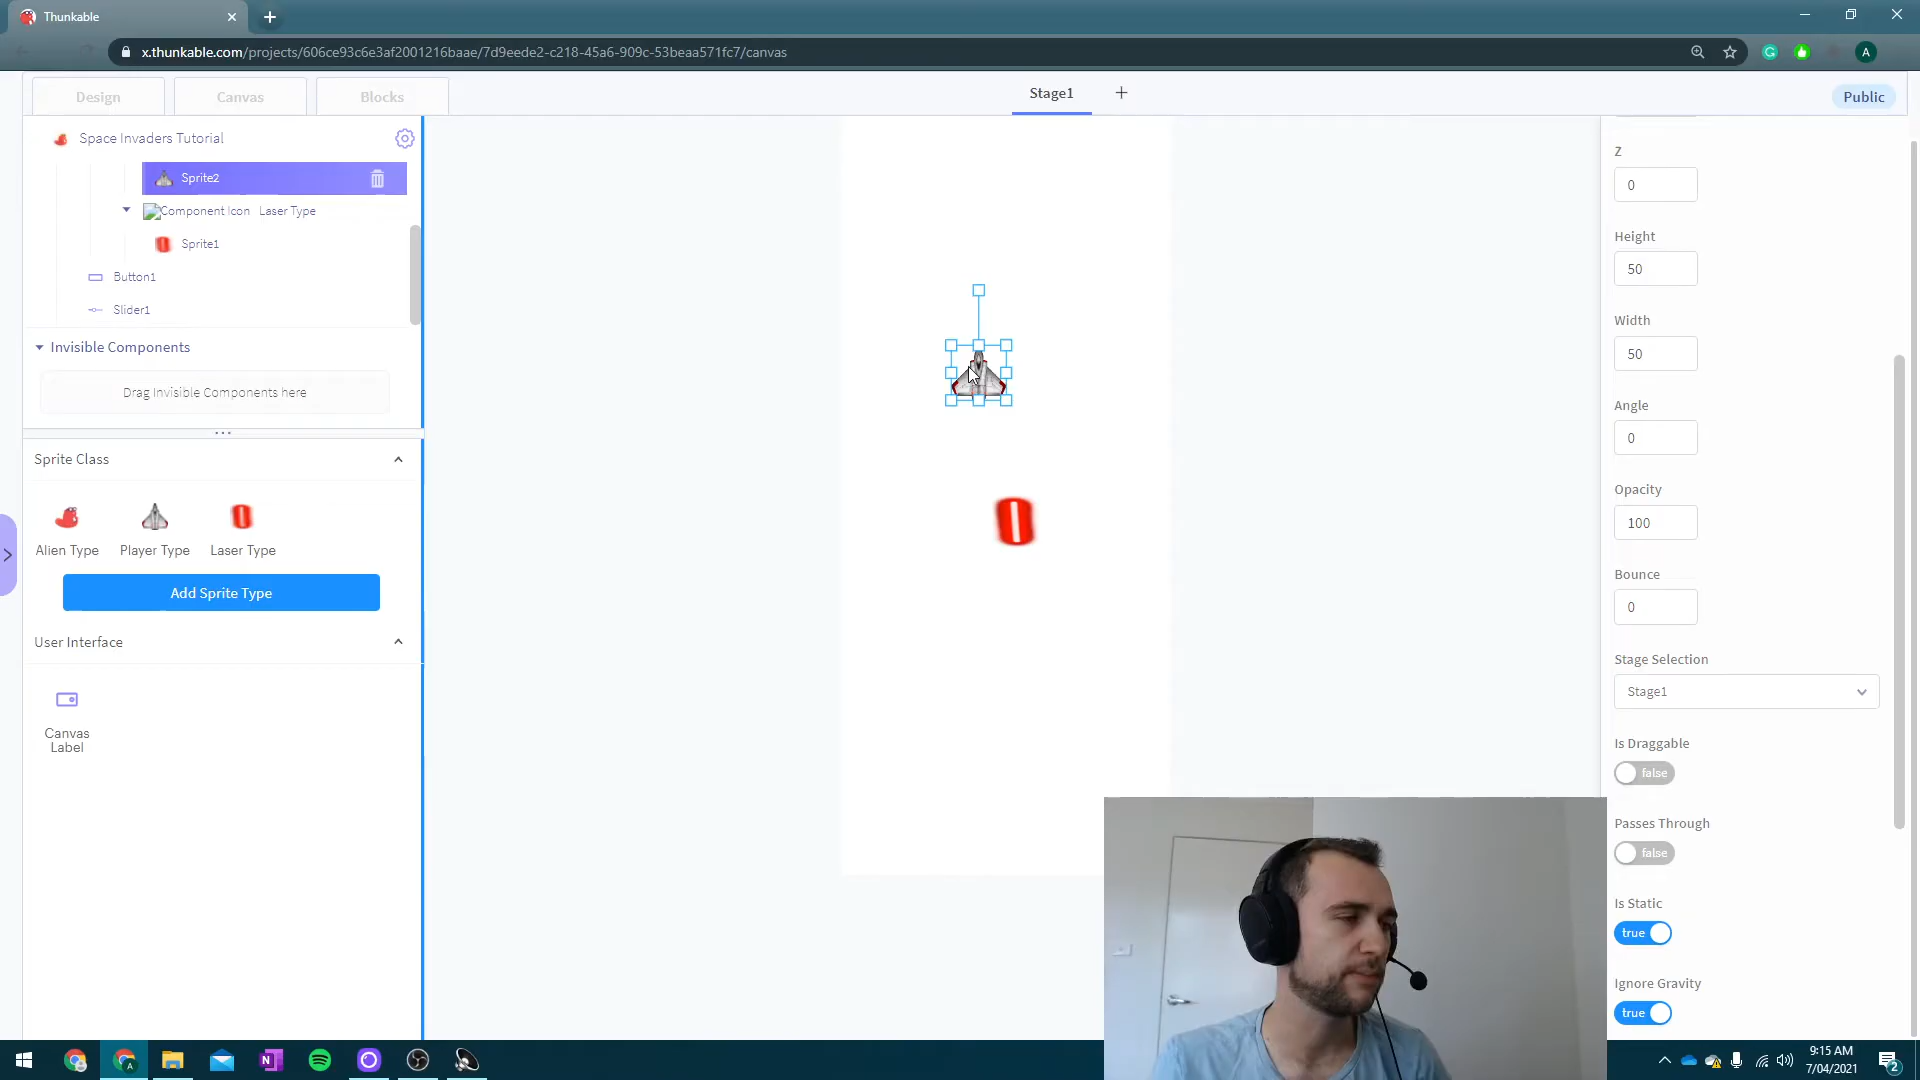 Thunkable
x.thunkable.com/projects/606ce93c6e3af2001216baae/7d9eede2-c218-45a6-909c-53beaa571fc7/canvas
A
Design
Canvas
Blocks
Stage1
Public
Space Invaders Tutorial
Sprite2
Component Icon Laser Type
Sprite1
Button1
Slider1
Invisible Components
Drag Invisible Components here
Sprite Class
Alien Type
Player Type
Laser Type
Add Sprite Type
User Interface
Canvas
Label
Z
0
Height
50
Width
50
Angle
0
Opacity
100
Bounce
0
Stage Selection
Stage1
Is Draggable
false
Passes Through
false
Is Static
true
Ignore Gravity
true
9:15 AM
7/04/2021
2